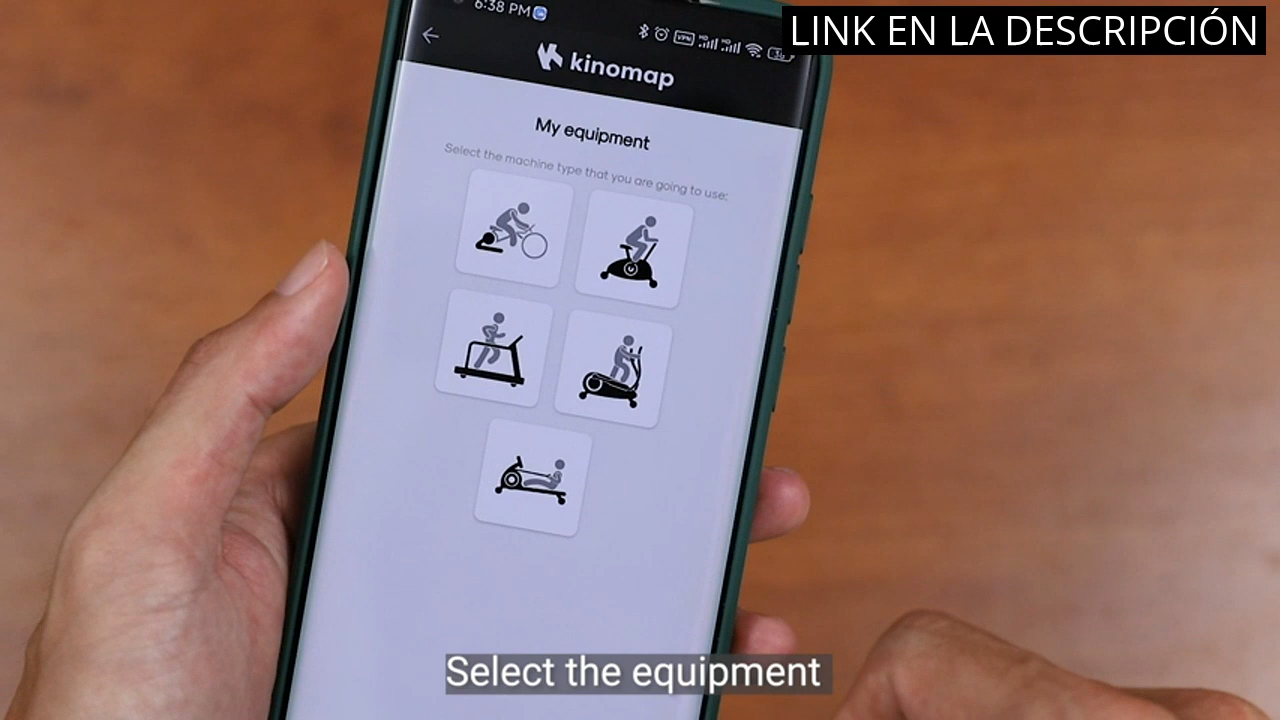 6:38 PM
LINK EN LA DESCRIPCIÓN
VPN
kinomap
My equipment
Select the machine type that you are going to use:
Select the equipment